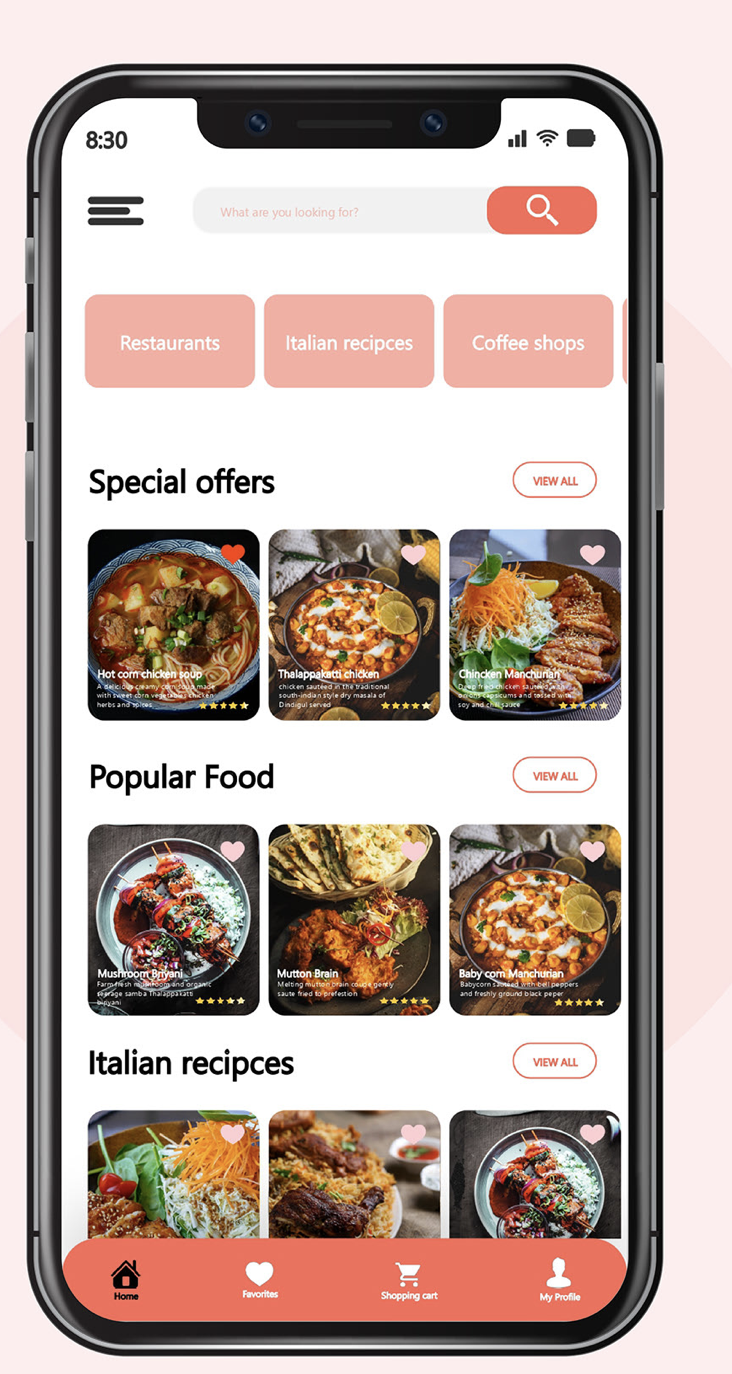 8:30
What are you looking for?
Restaurants
Italian recipces
Coffee shops
Special offers
VIEW ALL
Hot corn chicken soup
A delicious creamy corn soup made
with sweet corn vegetables chicken
herbs and spices
Thalappakatti chicken
chicken sauteed in the traditional
south-indian style dry masala of
Dindigul served
Chincken Manchurian
Deep fried chicken sauteed with
onions capsicums and tossed with
soy and chili sauce
Popular Food
VIEW ALL
Mushroom Briyani
Farm fresh mushroom and organic
samba Thalappakatti
biriyani
Mutton Brain
Melting mutton brain gently
saute fried to prefestion
Baby corn Manchurian
Babycorn sauteed with bell peppers
and freshly ground black peper
Italian recipces
VIEW ALL
Home
Favorites
Shopping cart
My Profile